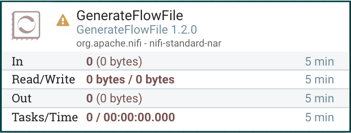 GenerateFlowFile
GenerateFlowFile 1.2.0
org.apache.nifi - nifi-standard-nar
In 0 (0 bytes) 5 min
Read/Write 0 bytes / 0 bytes 5 min
Out 0 (0 bytes) 5 min
Tasks/Time 0 / 00:00:00.000 5 min